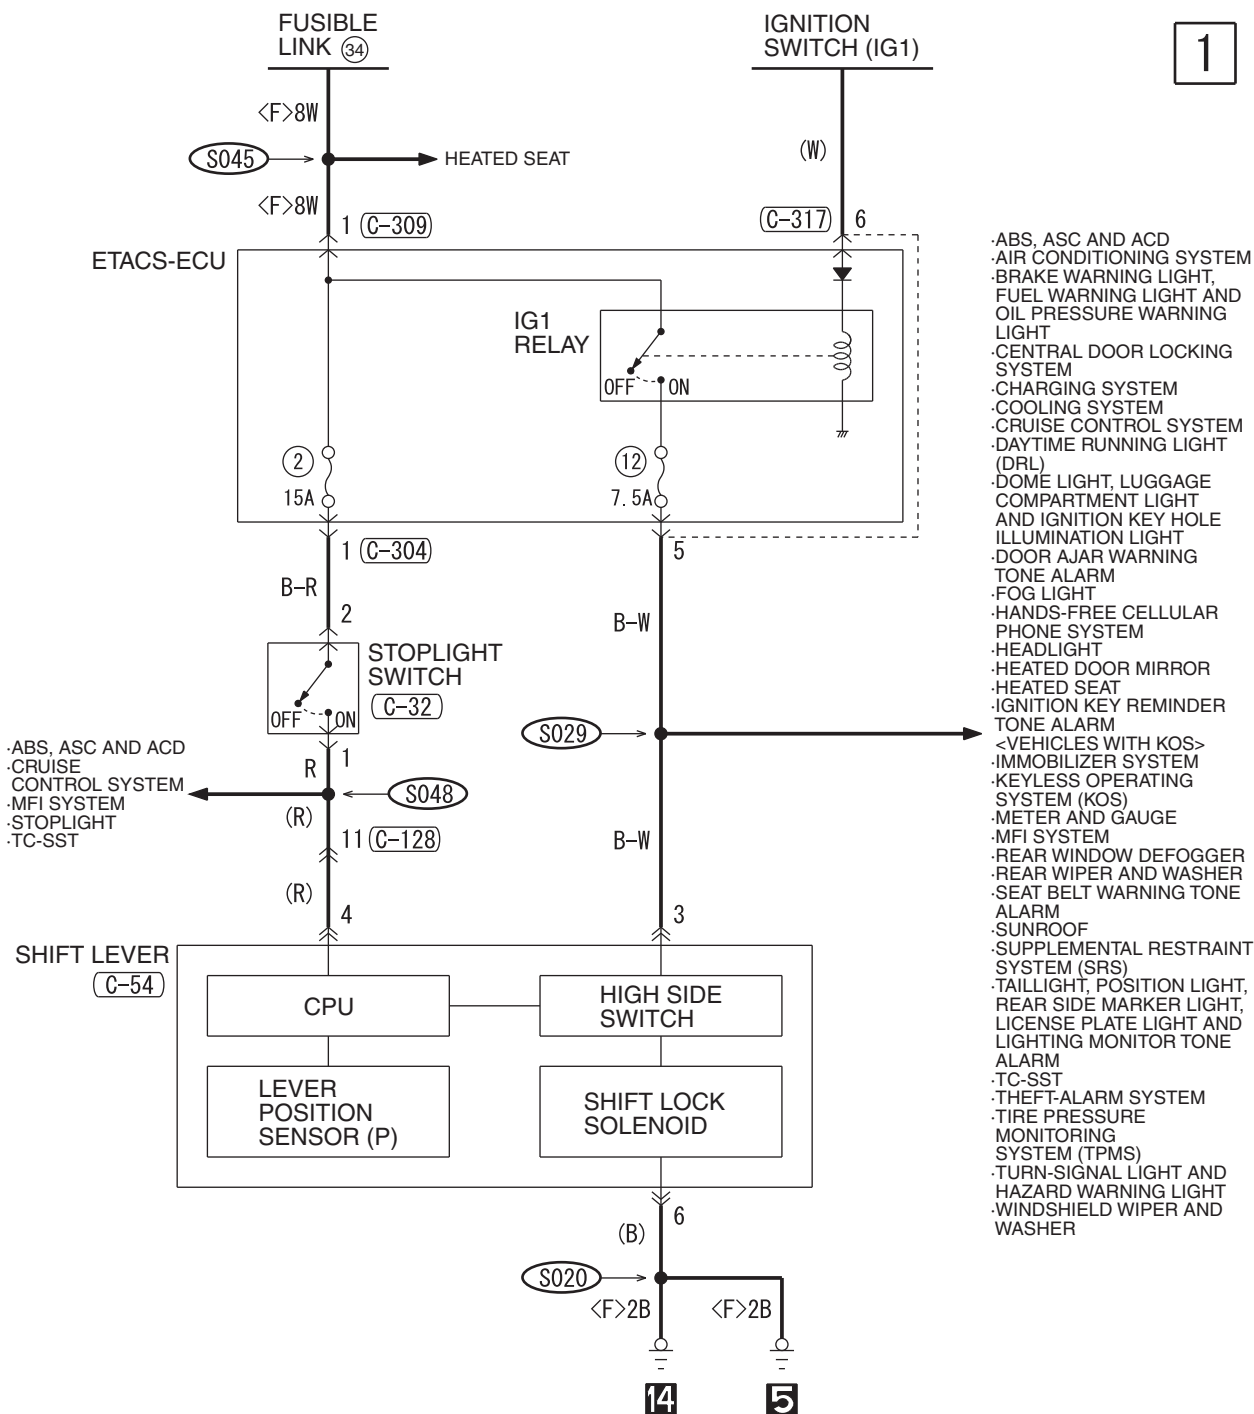 FUSIBLE
LINK 34
IGNITION
SWITCH (IG1)
1
<F>8W
(W)
S045
HEATED SEAT
<F>8W
1 C-309
C-317 6
ETACS-ECU
IG1
RELAY
OFF ON
2
15A
12
7.5A
1 C-304
5
B-R
2
B-W
STOPLIGHT
SWITCH
C-32
OFF ON
S029
1
R
·ABS, ASC AND ACD
·CRUISE
CONTROL SYSTEM
·MFI SYSTEM
·STOPLIGHT
·TC-SST
S048
(R)
11 C-128
B-W
(R)
4
3
SHIFT LEVER
C-54
CPU
HIGH SIDE
SWITCH
LEVER
POSITION
SENSOR (P)
SHIFT LOCK
SOLENOID
6
(B)
S020
<F>2B
<F>2B
14
5
·ABS, ASC AND ACD
·AIR CONDITIONING SYSTEM
·BRAKE WARNING LIGHT,
FUEL WARNING LIGHT AND
OIL PRESSURE WARNING
LIGHT
·CENTRAL DOOR LOCKING
SYSTEM
·CHARGING SYSTEM
·COOLING SYSTEM
·CRUISE CONTROL SYSTEM
·DAYTIME RUNNING LIGHT
(DRL)
·DOME LIGHT, LUGGAGE
COMPARTMENT LIGHT
AND IGNITION KEY HOLE
ILLUMINATION LIGHT
·DOOR AJAR WARNING
TONE ALARM
·FOG LIGHT
·HANDS-FREE CELLULAR
PHONE SYSTEM
·HEADLIGHT
·HEATED DOOR MIRROR
·HEATED SEAT
·IGNITION KEY REMINDER
TONE ALARM
<VEHICLES WITH KOS>
·IMMOBILIZER SYSTEM
·KEYLESS OPERATING
SYSTEM (KOS)
·METER AND GAUGE
·MFI SYSTEM
·REAR WINDOW DEFOGGER
·REAR WIPER AND WASHER
·SEAT BELT WARNING TONE
ALARM
·SUNROOF
·SUPPLEMENTAL RESTRAINT
SYSTEM (SRS)
·TAILLIGHT, POSITION LIGHT,
REAR SIDE MARKER LIGHT,
LICENSE PLATE LIGHT AND
LIGHTING MONITOR TONE
ALARM
·TC-SST
·THEFT-ALARM SYSTEM
·TIRE PRESSURE
MONITORING
SYSTEM (TPMS)
·TURN-SIGNAL LIGHT AND
HAZARD WARNING LIGHT
·WINDSHIELD WIPER AND
WASHER